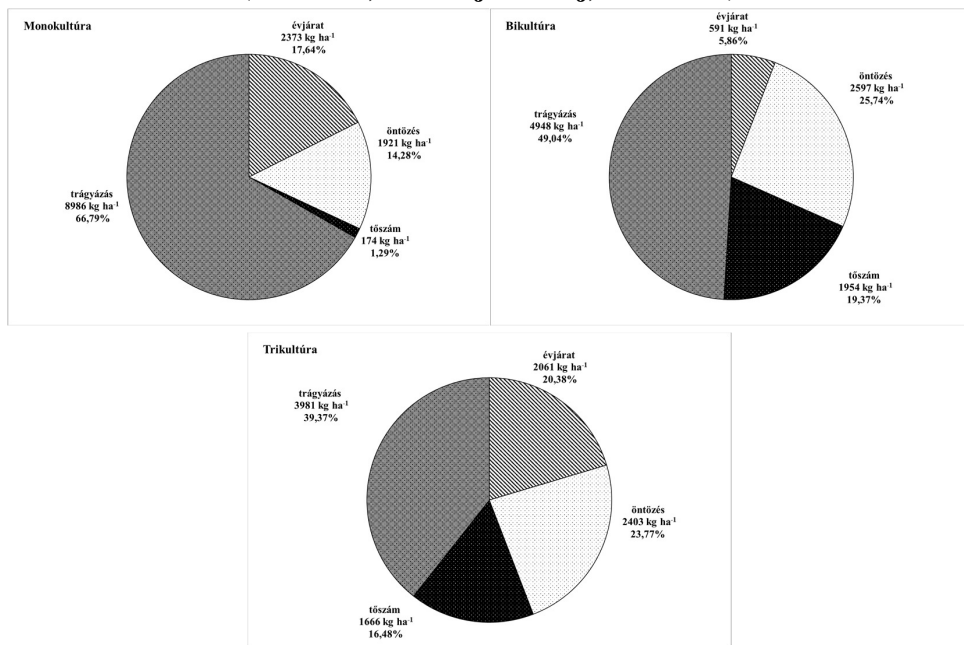 Monokultúra
évjárat
2373 kg ha-1
17,64%
öntözés
1921 kg ha-1
14,28%
tőszám
174 kg ha-1
1,29%
trágyázás
8986 kg ha-1
66,79%
Bikultúra
évjárat
591 kg ha-1
5,86%
öntözés
2597 kg ha-1
25,74%
tőszám
1954 kg ha-1
19,37%
trágyázás
4948 kg ha-1
49,04%
Trikultúra
évjárat
2061 kg ha-1
20,38%
öntözés
2403 kg ha-1
23,77%
tőszám
1666 kg ha-1
16,48%
trágyázás
3981 kg ha-1
39,37%